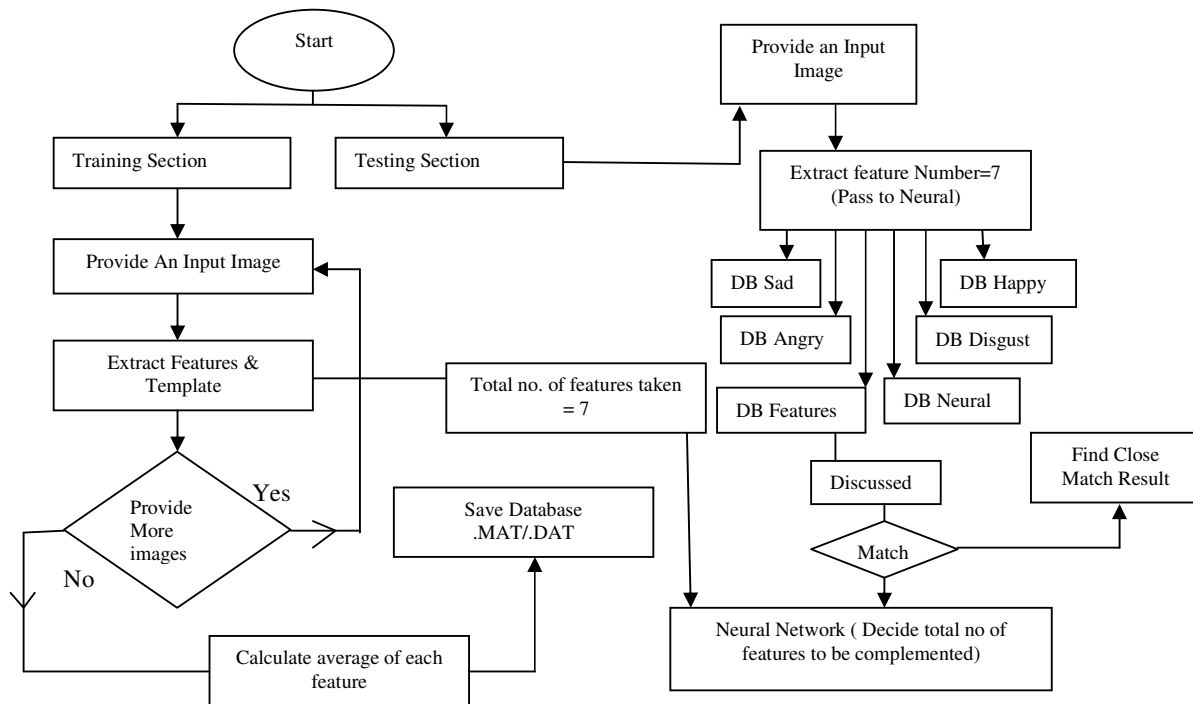 Start
Training Section
Testing Section
Provide An Input Image
Extract Features &
Template
Total no. of features taken
= 7
Provide
More
images
Yes
No
Calculate average of each
feature
Save Database
.MAT/.DAT
Provide an Input
Image
Extract feature Number=7
(Pass to Neural)
DB Sad
DB Happy
DB Angry
DB Disgust
DB Features
DB Neural
Discussed
Match
Find Close
Match Result
Neural Network ( Decide total no of
features to be complemented)